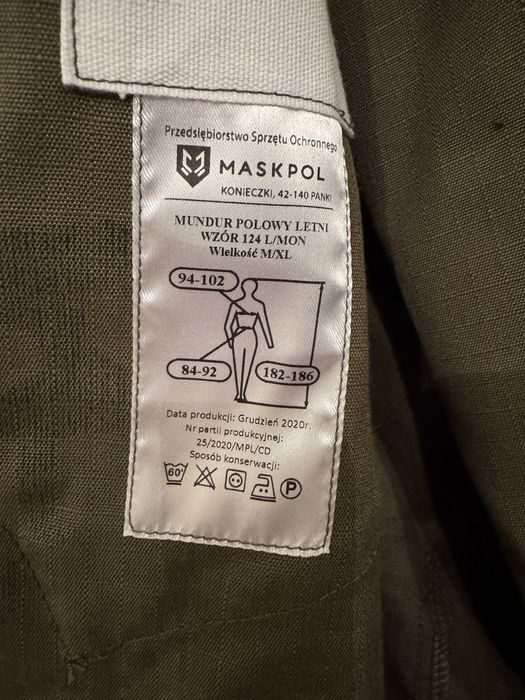 Przedsiębiorstwo Sprzętu Ochronnego
MASKPOL
KONIECZKI, 42-140 PANKI
MUNDUR POLOWY LETNI
WZÓR 124 L/MON
Wielkość M/XL
94-102
84-92
182-186
Data produkcji: Grudzień 2020r.
Nr partii produkcyjnej:
25/2020/MPL/CD
Sposób konserwacji:
60° P